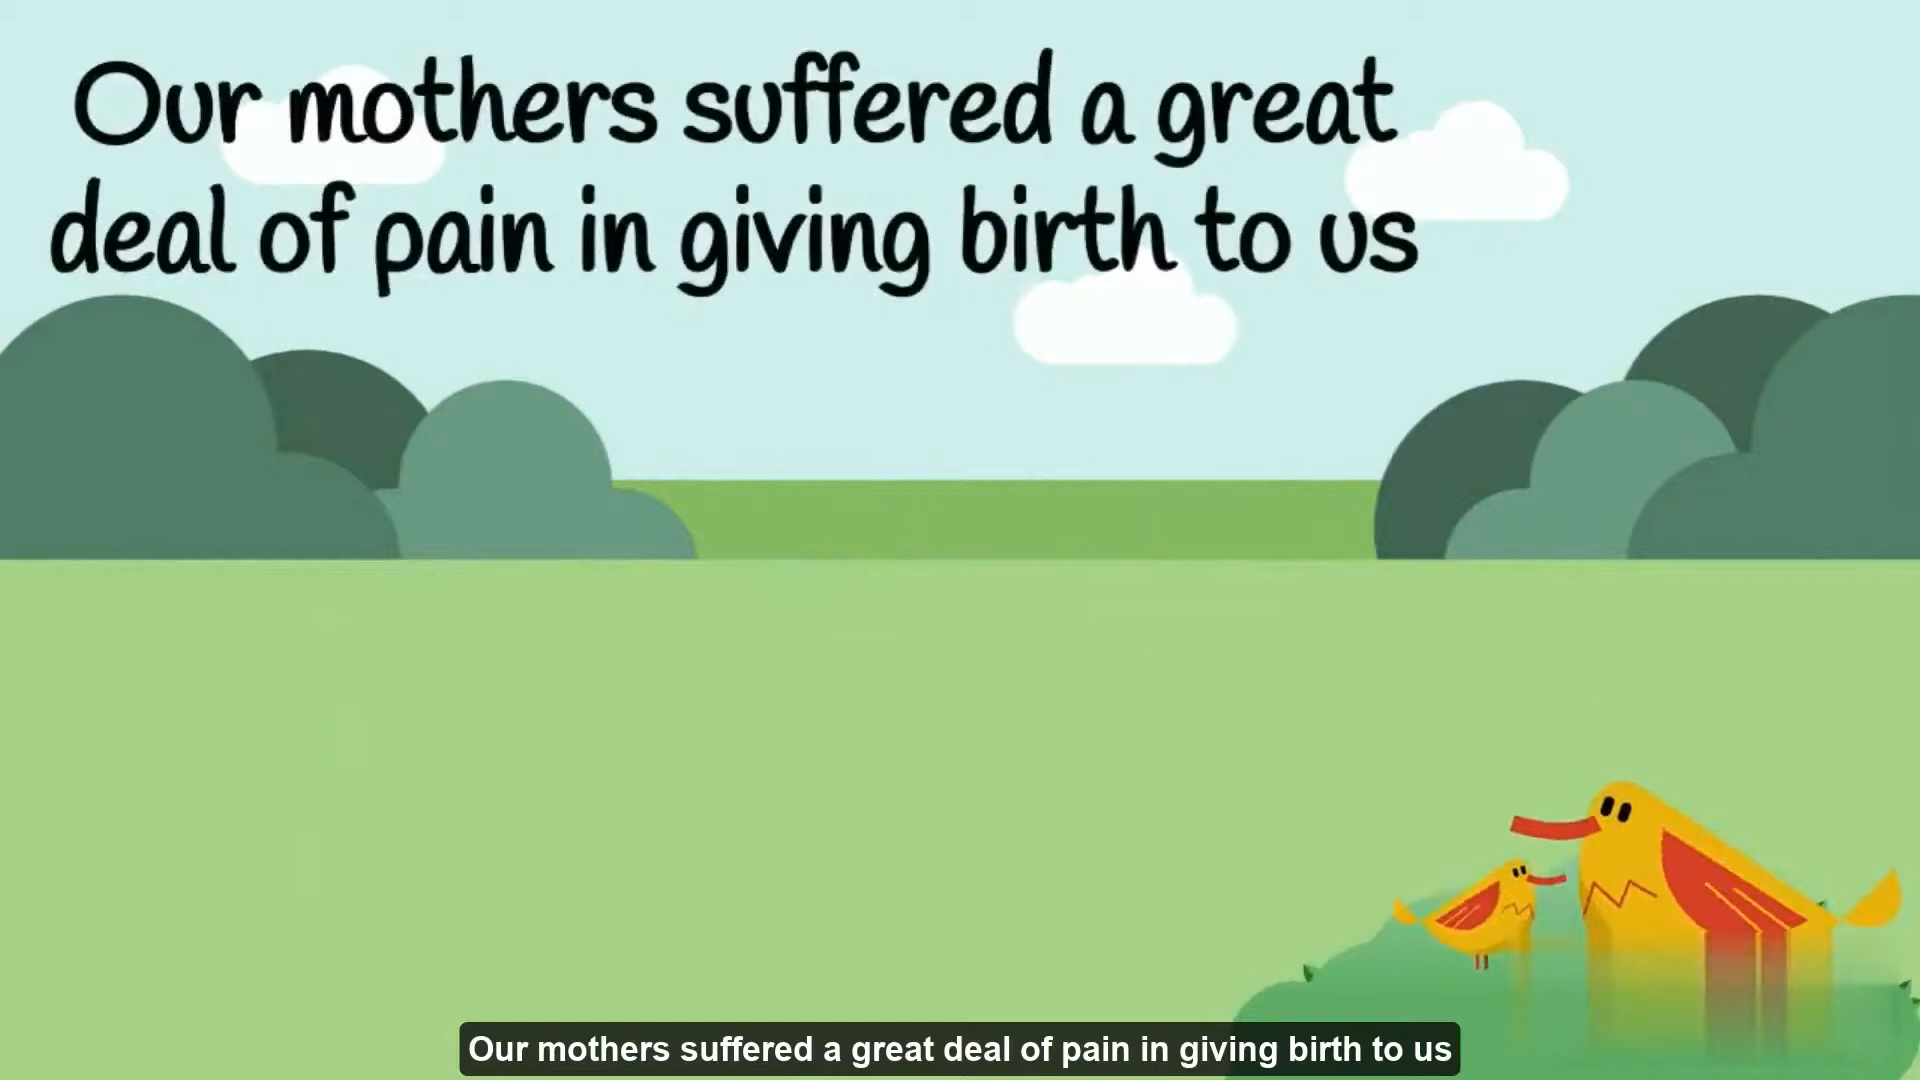 Our mothers suffered a great
deal of pain in giving birth to us
Our mothers suffered a great deal of pain in giving birth to us